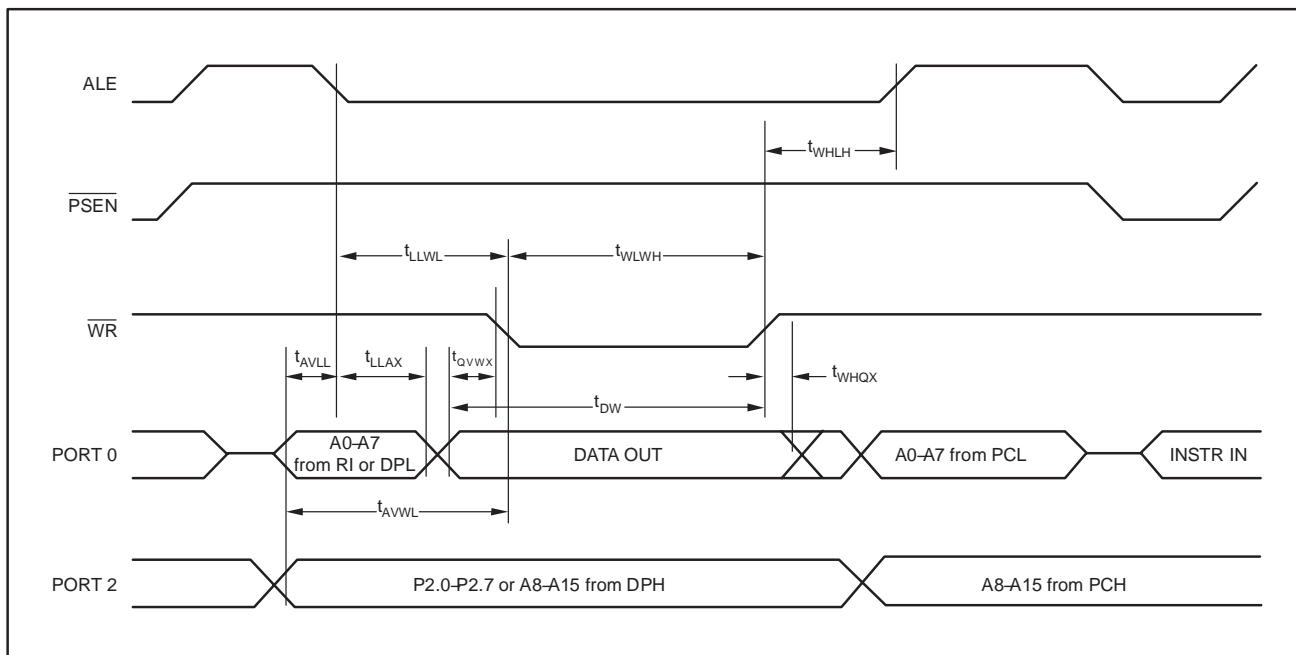 ALE
tWHLH
PSEN
tLLWL
tWLWH
WR
tAVLL
tLLAX
tQVWX
tWHQX
tDW
PORT 0
A0–A7
from RI or DPL
DATA OUT
A0–A7 from PCL
INSTR IN
tAVWL
PORT 2
P2.0–P2.7 or A8–A15 from DPH
A8–A15 from PCH